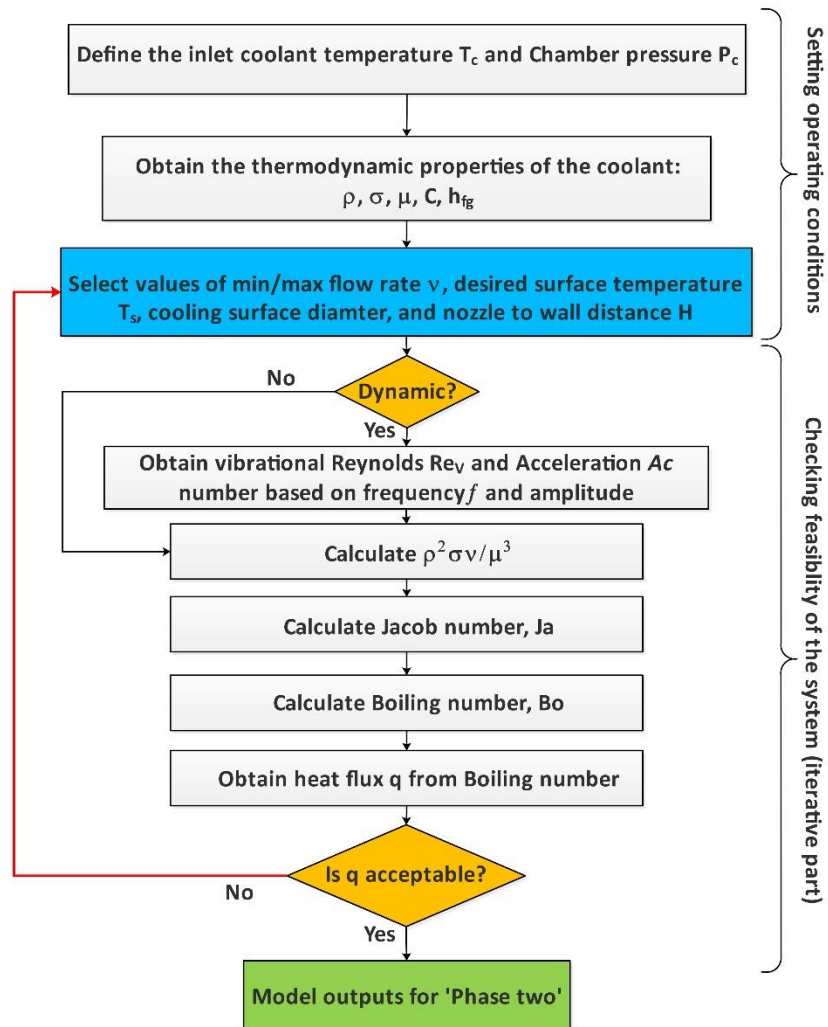 Define the inlet coolant temperature Tc and Chamber pressure Pc
Obtain the thermodynamic properties of the coolant:
ρ, σ, μ, C, hfg
Select values of min/max flow rate ν, desired surface temperature
Ts, cooling surface diamter, and nozzle to wall distance H
Setting operating conditions
No
Dynamic?
Yes
Obtain vibrational Reynolds ReV and Acceleration Ac
number based on frequency f and amplitude
Calculate ρ²σν/μ³
Calculate Jacob number, Ja
Calculate Boiling number, Bo
Obtain heat flux q from Boiling number
Is q acceptable?
No
Yes
Model outputs for 'Phase two'
Checking feasiblity of the system (iterative part)